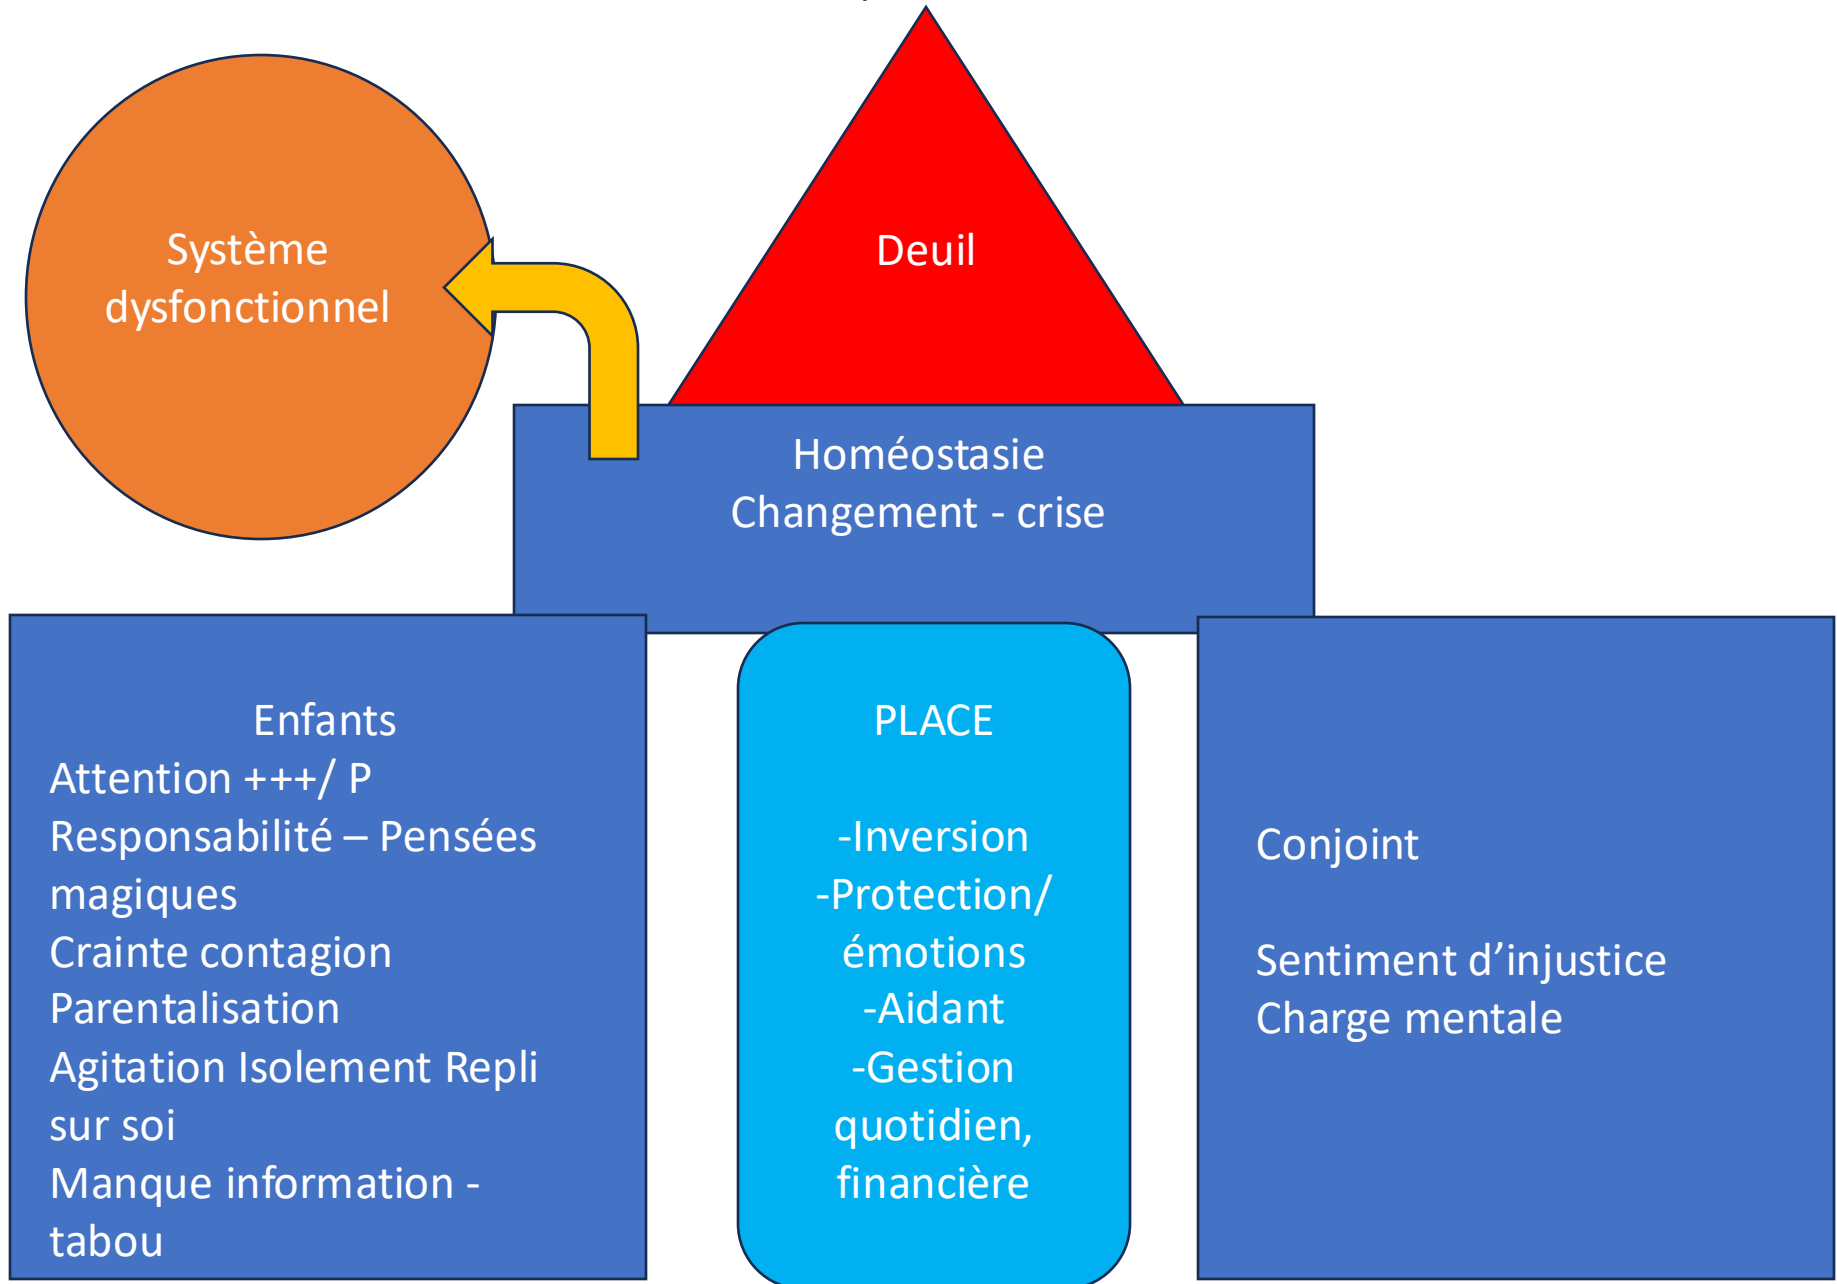 Système
dysfonctionnel
Deuil
Homéostasie
Changement - crise
Enfants
Attention +++/ P
Responsabilité – Pensées
magiques
Crainte contagion
Parentalisation
Agitation Isolement Repli
sur soi
Manque information -
tabou
PLACE
-Inversion
-Protection/
émotions
-Aidant
-Gestion
quotidien,
financière
Conjoint
Sentiment d’injustice
Charge mentale